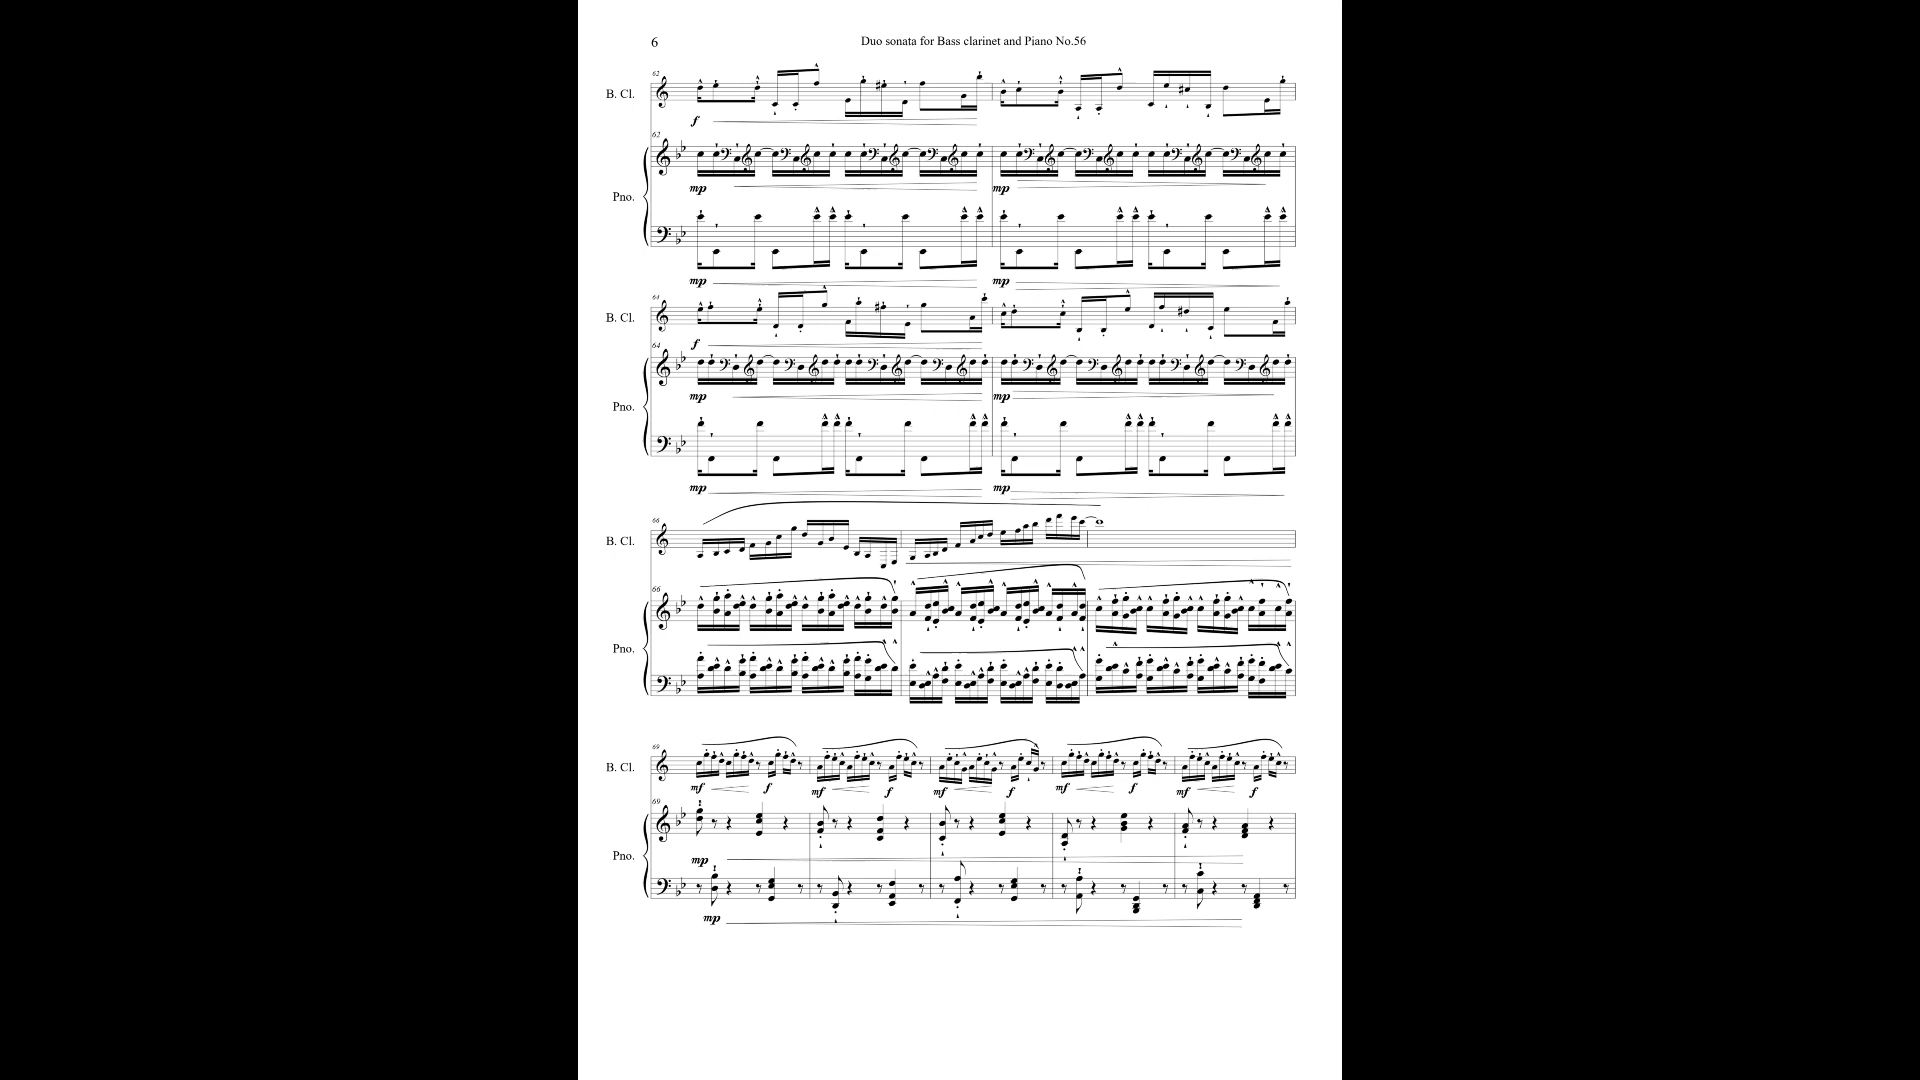 6
Duo sonata for Bass clarinet and Piano No.56
62
B. Cl.
f
62
mp
mp
Pno.
mp
mp
64
B. Cl.
f
64
mp
mp
Pno.
mp
mp
66
B. Cl.
66
Pno.
69
B. Cl.
mf f mf f mf f mf f mf f
69
mp
Pno.
mp